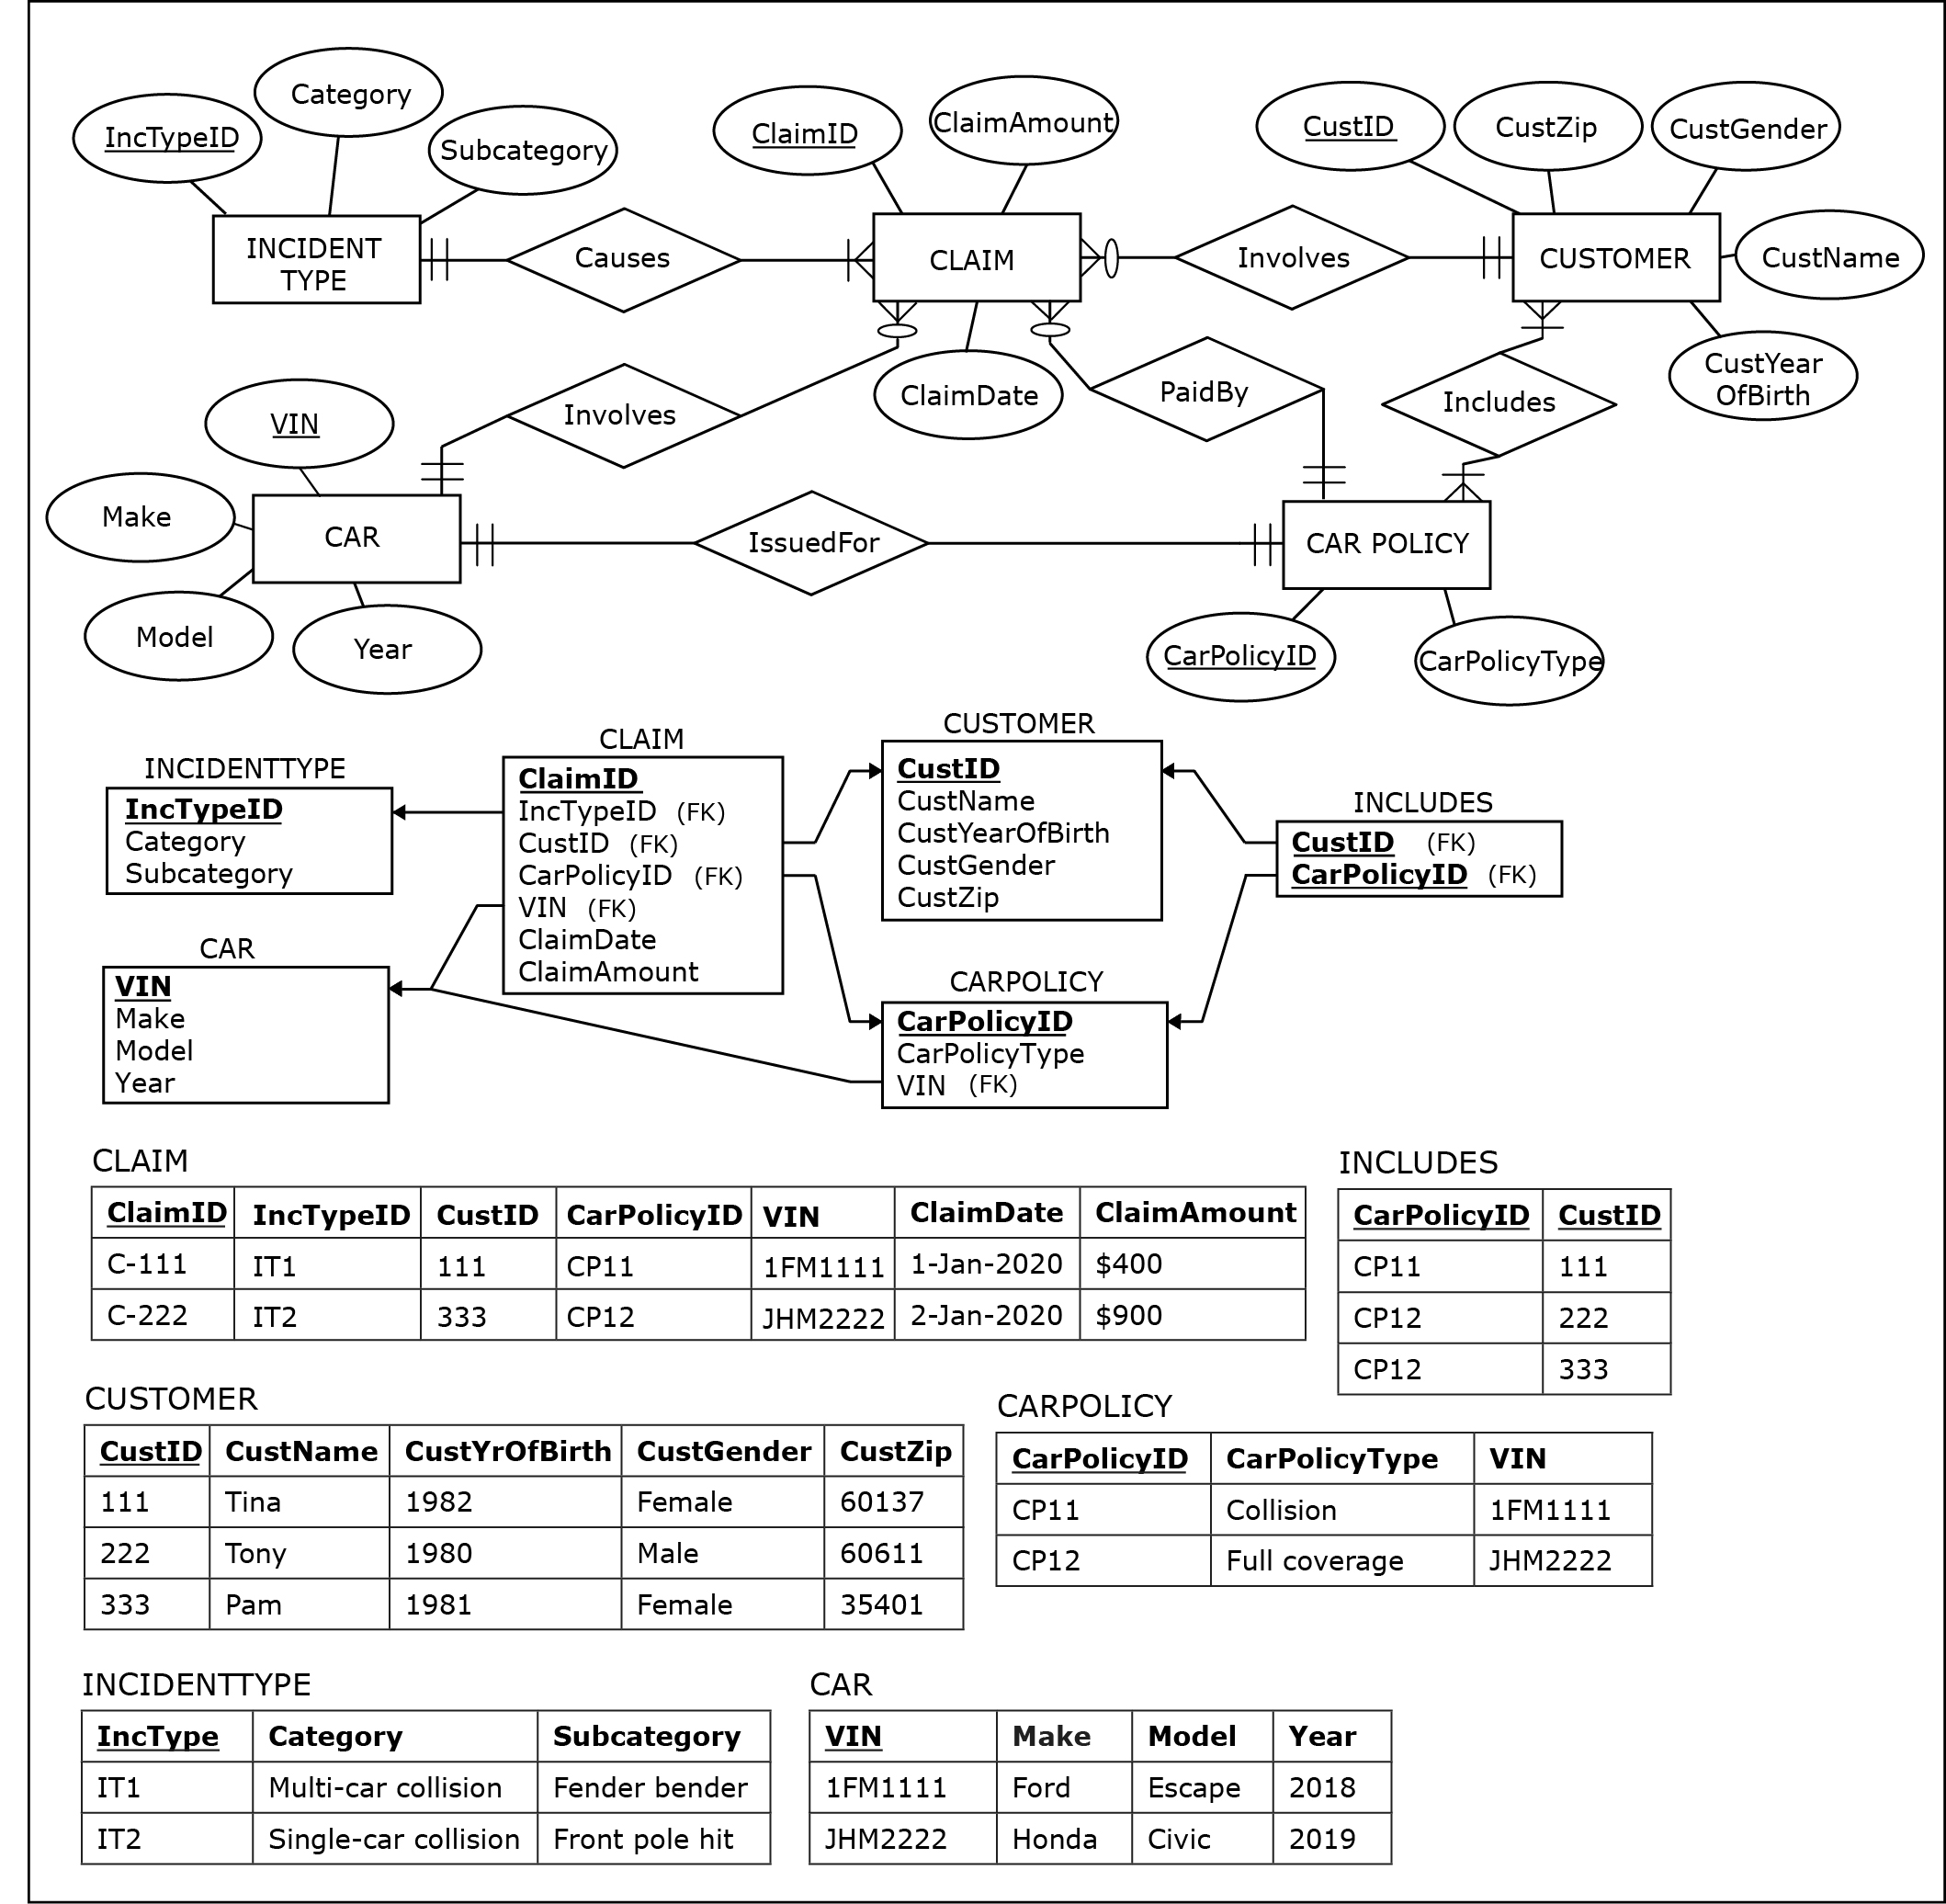 Category
IncTypeID
Subcategory
ClaimID
ClaimAmount
CustID
CustZip
CustGender
INCIDENT
TYPE
Causes
CLAIM
Involves
CUSTOMER
CustName
ClaimDate
PaidBy
Includes
CustYear
OfBirth
VIN
Involves
Make
CAR
IssuedFor
CAR POLICY
Model
Year
CarPolicyID
CarPolicyType
INCIDENTTYPE
IncTypeID
Category
Subcategory
CLAIM
ClaimID
IncTypeID (FK)
CustID (FK)
CarPolicyID (FK)
VIN (FK)
ClaimDate
ClaimAmount
CUSTOMER
CustID
CustName
CustYearOfBirth
CustGender
CustZip
INCLUDES
CustID (FK)
CarPolicyID (FK)
CAR
VIN
Make
Model
Year
CARPOLICY
CarPolicyID
CarPolicyType
VIN (FK)
CLAIM
ClaimID IncTypeID CustID CarPolicyID VIN ClaimDate ClaimAmount
C-111 IT1 111 CP11 1FM1111 1-Jan-2020 $400
C-222 IT2 333 CP12 JHM2222 2-Jan-2020 $900
INCLUDES
CarPolicyID CustID
CP11 111
CP12 222
CP12 333
CUSTOMER
CustID CustName CustYrOfBirth CustGender CustZip
111 Tina 1982 Female 60137
222 Tony 1980 Male 60611
333 Pam 1981 Female 35401
CARPOLICY
CarPolicyID CarPolicyType VIN
CP11 Collision 1FM1111
CP12 Full coverage JHM2222
INCIDENTTYPE
IncType Category Subcategory
IT1 Multi-car collision Fender bender
IT2 Single-car collision Front pole hit
CAR
VIN Make Model Year
1FM1111 Ford Escape 2018
JHM2222 Honda Civic 2019